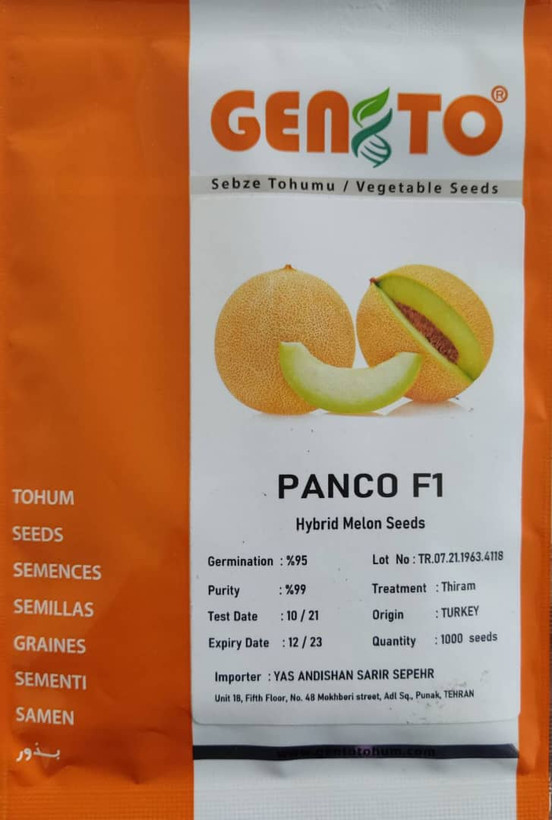 GENTO®
Sebze Tohumu / Vegetable Seeds
PANCO F1
Hybrid Melon Seeds
Germination : %95
Purity : %99
Test Date : 10 / 21
Expiry Date : 12 / 23
Lot No : TR.07.21.1963.4118
Treatment : Thiram
Origin : TURKEY
Quantity : 1000 seeds
Importer : YAS ANDISHAN SARIR SEPEHR
Unit 18, Fifth Floor, No. 48 Mokhberi street, Adl Sq., Punak, TEHRAN
www.gentotohum.com
TOHUM
SEEDS
SEMENCES
SEMILLAS
GRAINES
SEMENTI
SAMEN
بذور